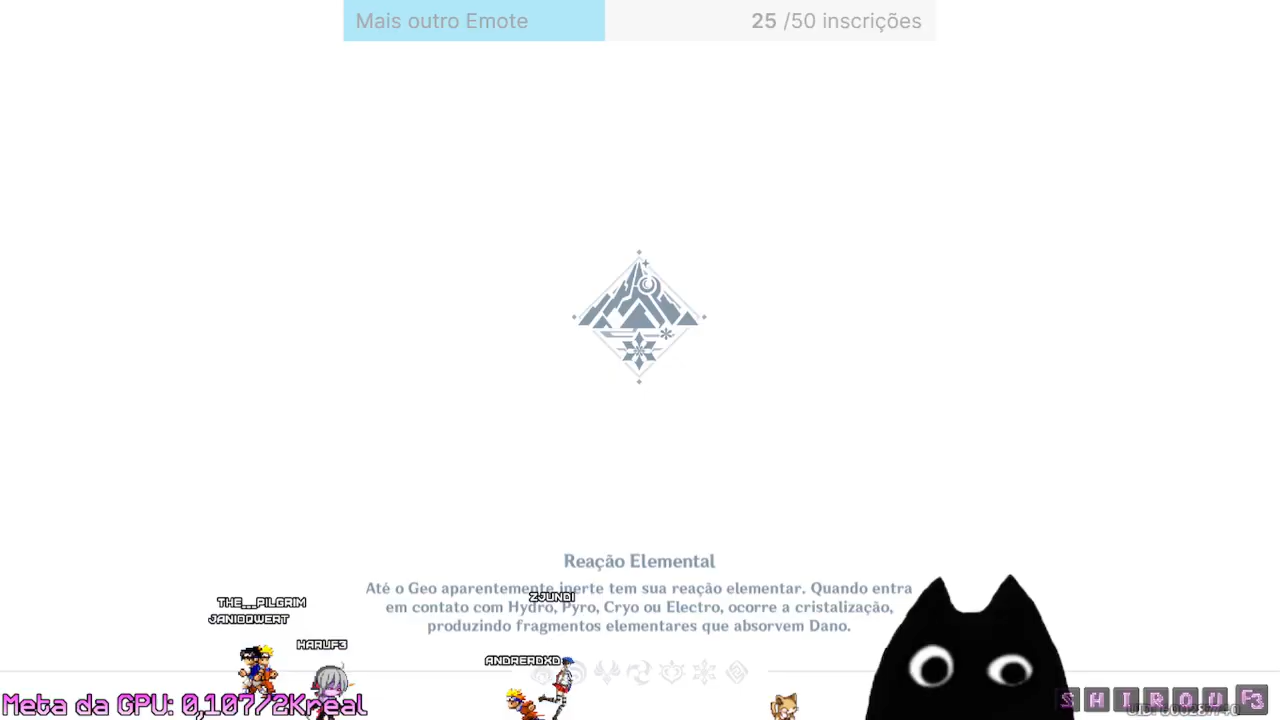 Mais outro Emote 25 /50 inscrições
Reação Elemental
Até o Geo aparentemente inerte tem sua reação elementar. Quando entra
em contato com Hydro, Pyro, Cryo ou Electro, ocorre a cristalização,
produzindo fragmentos elementares que absorvem Dano.
ZJUNDI
THE__PILGRIM
JANIOQWERT
HARUF3
ANDREADXD
Meta da GPU: 0,107/2Kreal
SHIROU F3